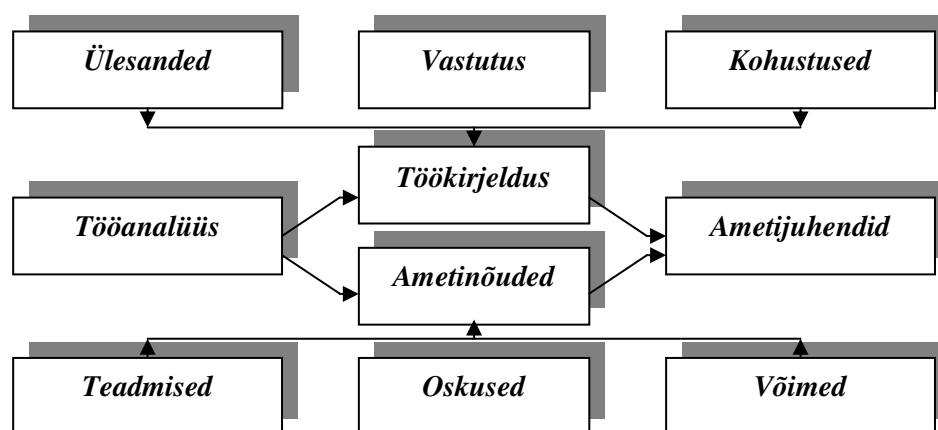 Ülesanded
Vastutus
Kohustused
Töökirjeldus
Tööanalüüs
Ametijuhendid
Ametinõuded
Teadmised
Oskused
Võimed